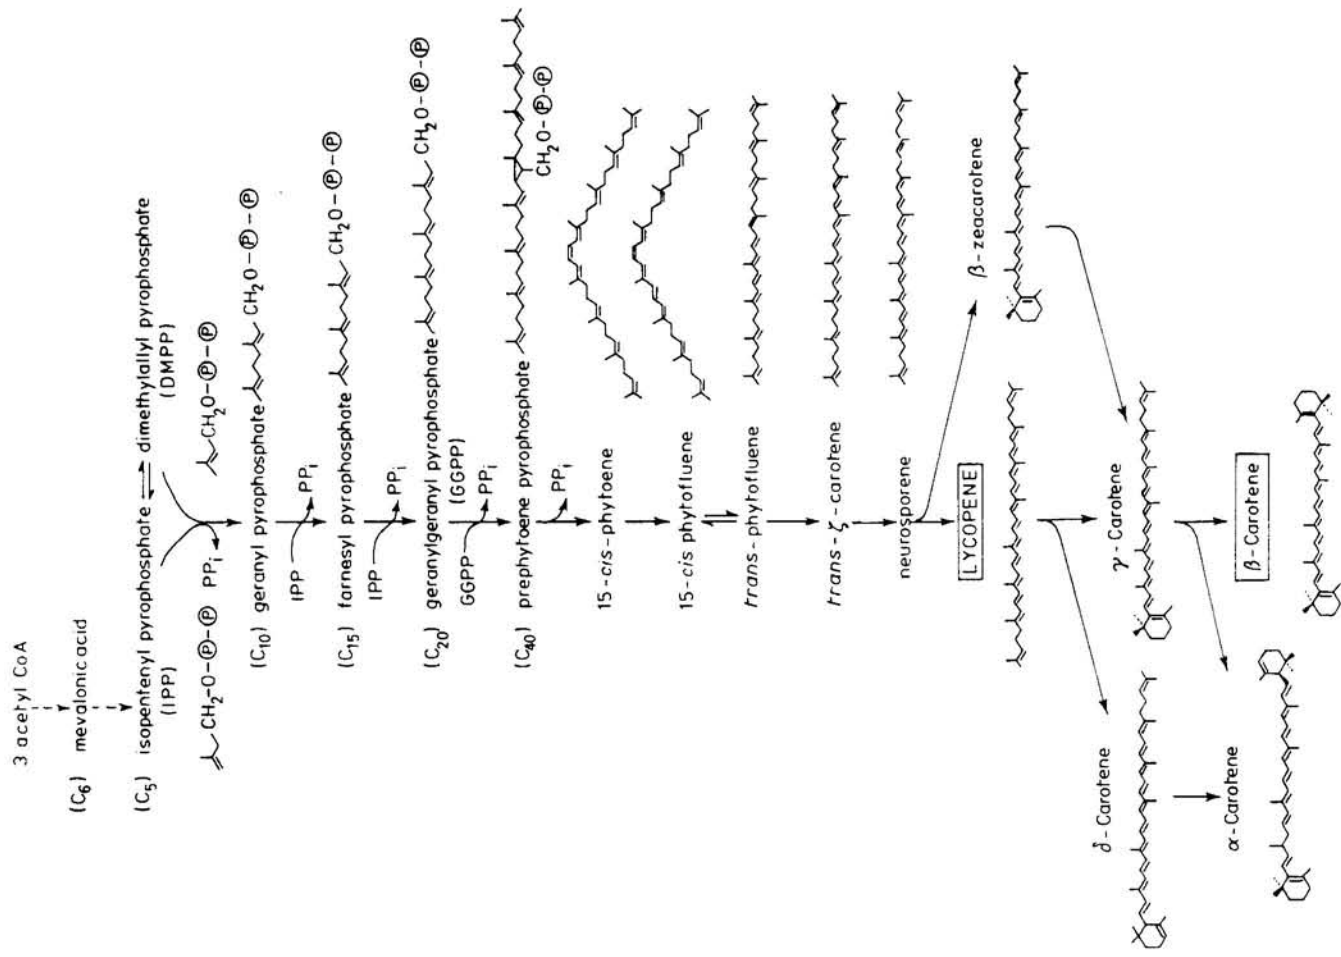 3 acetyl CoA
(C6) mevalonic acid
(C5) isopentenyl pyrophosphate ⇌ dimethylallyl pyrophosphate
(IPP)
(DMPP)
CH2-O-P-P
PPi
CH2O-P-P
(C10) geranyl pyrophosphate
CH2O-P-P
IPP
PPi
(C15) farnesyl pyrophosphate
CH2O-P-P
IPP
PPi
(C20) geranylgeranyl pyrophosphate
(GGPP)
CH2O-P-P
GGPP
PPi
(C40) prephytoene pyrophosphate
CH2O-P-P
PPi
15-cis-phytoene
15-cis phytofluene
trans-phytofluene
trans-ζ-carotene
neurosporene
β-zeacarotene
LYCOPENE
δ-Carotene
γ-Carotene
α-Carotene
β-Carotene